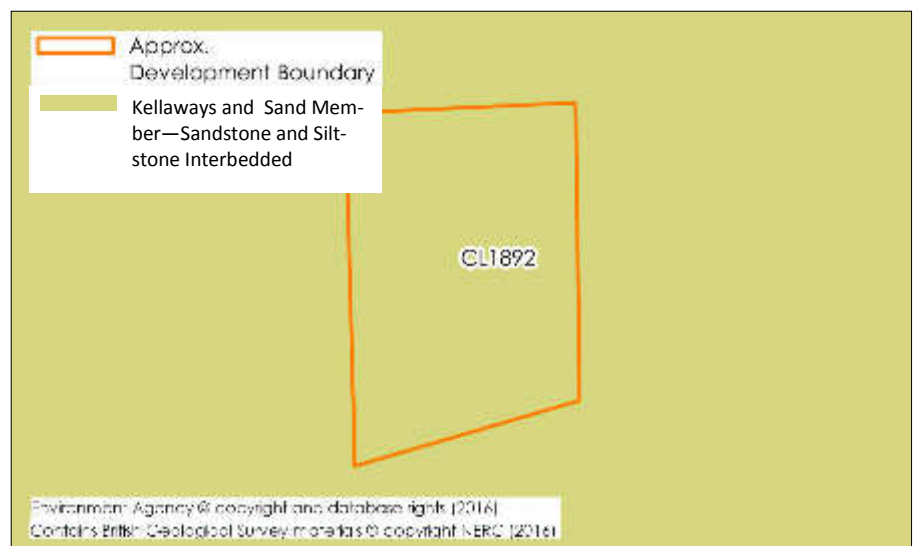 Approx.
Development Boundary
Kellaways and Sand Mem-
ber—Sandstone and Silt-
stone Interbedded
CL1892
Environment Agency © copyright and database rights (2016)
Contains British Geological Survey materials © copyright NERC (2016)